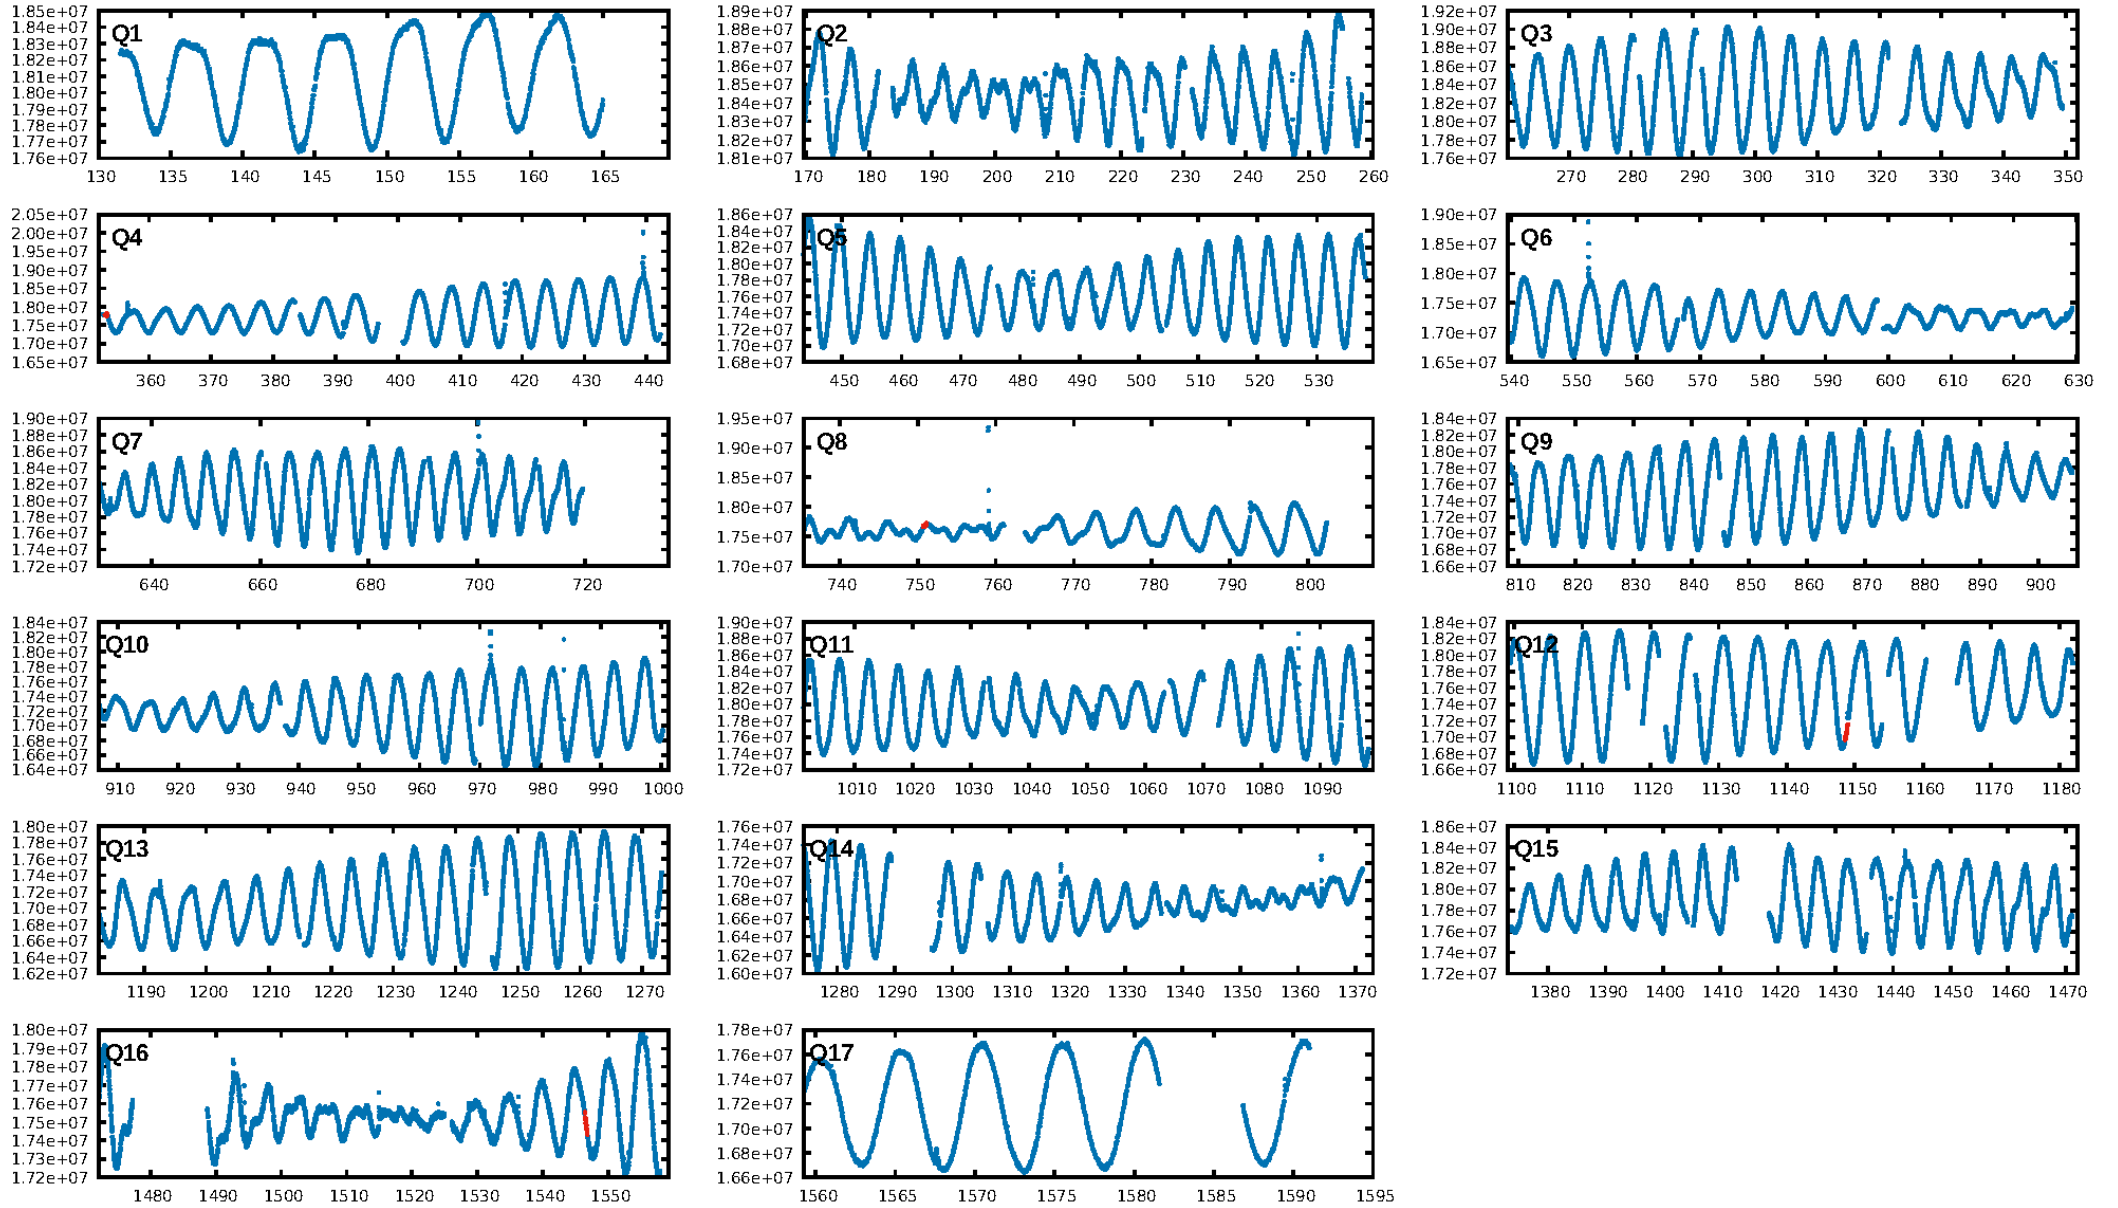 Q1
1.85e+07
1.84e+07
1.83e+07
1.82e+07
1.81e+07
1.80e+07
1.79e+07
1.78e+07
1.77e+07
1.76e+07
130 135 140 145 150 155 160 165
Q2
1.89e+07
1.88e+07
1.87e+07
1.86e+07
1.85e+07
1.84e+07
1.83e+07
1.82e+07
1.81e+07
170 180 190 200 210 220 230 240 250 260
Q3
1.92e+07
1.90e+07
1.88e+07
1.86e+07
1.84e+07
1.82e+07
1.80e+07
1.78e+07
1.76e+07
270 280 290 300 310 320 330 340 350
Q4
2.05e+07
2.00e+07
1.95e+07
1.90e+07
1.85e+07
1.80e+07
1.75e+07
1.70e+07
1.65e+07
360 370 380 390 400 410 420 430 440
Q5
1.86e+07
1.84e+07
1.82e+07
1.80e+07
1.78e+07
1.76e+07
1.74e+07
1.72e+07
1.70e+07
1.68e+07
450 460 470 480 490 500 510 520 530
Q6
1.90e+07
1.85e+07
1.80e+07
1.75e+07
1.70e+07
1.65e+07
540 550 560 570 580 590 600 610 620 630
Q7
1.90e+07
1.88e+07
1.86e+07
1.84e+07
1.82e+07
1.80e+07
1.78e+07
1.76e+07
1.74e+07
1.72e+07
640 660 680 700 720
Q8
1.95e+07
1.90e+07
1.85e+07
1.80e+07
1.75e+07
1.70e+07
740 750 760 770 780 790 800
Q9
1.84e+07
1.82e+07
1.80e+07
1.78e+07
1.76e+07
1.74e+07
1.72e+07
1.70e+07
1.68e+07
1.66e+07
810 820 830 840 850 860 870 880 890 900
Q10
1.84e+07
1.82e+07
1.80e+07
1.78e+07
1.76e+07
1.74e+07
1.72e+07
1.70e+07
1.68e+07
1.66e+07
1.64e+07
910 920 930 940 950 960 970 980 990 1000
Q11
1.90e+07
1.88e+07
1.86e+07
1.84e+07
1.82e+07
1.80e+07
1.78e+07
1.76e+07
1.74e+07
1.72e+07
1010 1020 1030 1040 1050 1060 1070 1080 1090
Q12
1.84e+07
1.82e+07
1.80e+07
1.78e+07
1.76e+07
1.74e+07
1.72e+07
1.70e+07
1.68e+07
1.66e+07
1100 1110 1120 1130 1140 1150 1160 1170 1180
Q13
1.80e+07
1.78e+07
1.76e+07
1.74e+07
1.72e+07
1.70e+07
1.68e+07
1.66e+07
1.64e+07
1.62e+07
1190 1200 1210 1220 1230 1240 1250 1260 1270
Q14
1.76e+07
1.74e+07
1.72e+07
1.70e+07
1.68e+07
1.66e+07
1.64e+07
1.62e+07
1.60e+07
1280 1290 1300 1310 1320 1330 1340 1350 1360 1370
Q15
1.86e+07
1.84e+07
1.82e+07
1.80e+07
1.78e+07
1.76e+07
1.74e+07
1.72e+07
1380 1390 1400 1410 1420 1430 1440 1450 1460 1470
Q16
1.80e+07
1.79e+07
1.78e+07
1.77e+07
1.76e+07
1.75e+07
1.74e+07
1.73e+07
1.72e+07
1480 1490 1500 1510 1520 1530 1540 1550
Q17
1.78e+07
1.76e+07
1.74e+07
1.72e+07
1.70e+07
1.68e+07
1.66e+07
1560 1565 1570 1575 1580 1585 1590 1595